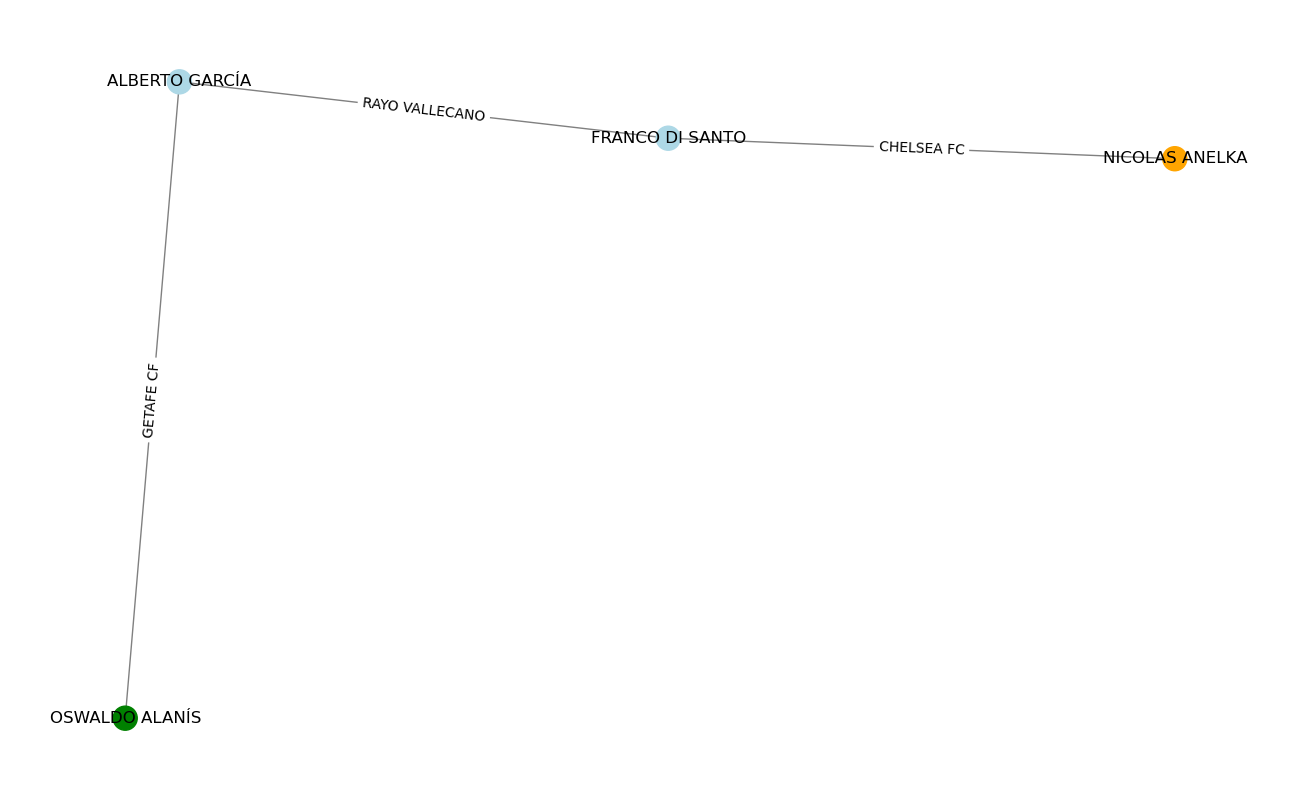 ALBERTO GARCÍA
RAYO VALLECANO
FRANCO DI SANTO
CHELSEA FC
NICOLAS ANELKA
GETAFE CF
OSWALDO ALANÍS